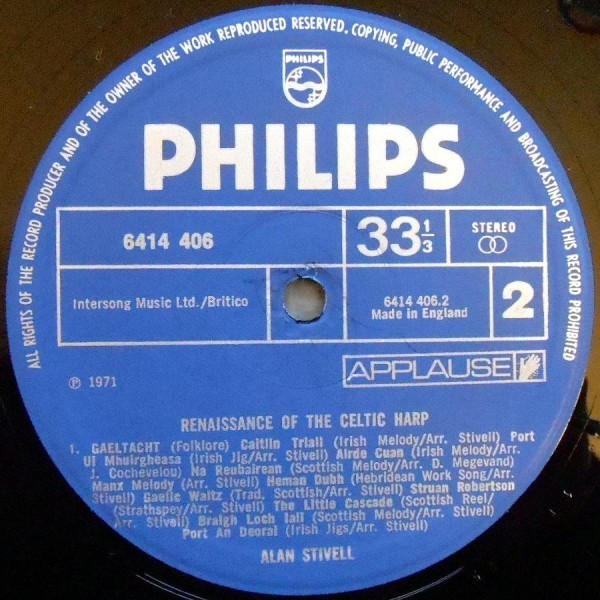 ALL RIGHTS OF THE RECORD PRODUCER AND OF THE OWNER OF THE WORK REPRODUCED RESERVED. COPYING, PUBLIC PERFORMANCE AND BROADCASTING OF THIS RECORD PROHIBITED
PHILIPS
PHILIPS
6414 406
33 1/3
STEREO
Intersong Music Ltd./Britico
6414 406.2
Made in England
2
APPLAUSE
℗ 1971
RENAISSANCE OF THE CELTIC HARP
1. GAELTACHT (Folklore) Caitlin Triall (Irish Melody/Arr. Stivell) Port
Ui Mhuirgheasa (Irish Jig/Arr. Stivell) Airde Cuan (Irish Melody/Arr.
J. Cochevelou) Na Reubairean (Scottish Melody/Arr. D. Megevand)
Manx Melody (Arr. Stivell) Heman Dubh (Hebridean Work Song/Arr.
Stivell) Gaelic Waltz (Trad. Scottish/Arr. Stivell) Struan Robertson
(Strathspey/Arr. Stivell) The Little Cascade (Scottish Reel/
Arr. Stivell) Braigh Loch Iall (Scottish Melody/Arr. Stivell)
Port An Deorai (Irish Jigs/Arr. Stivell)
ALAN STIVELL